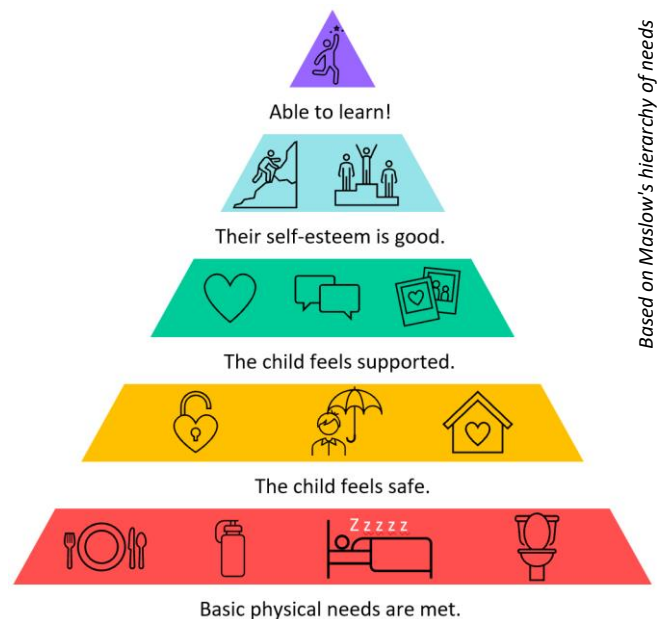 Able to learn!
Their self-esteem is good.
The child feels supported.
The child feels safe.
Z z z z z
Basic physical needs are met.
Based on Maslow's hierarchy of needs